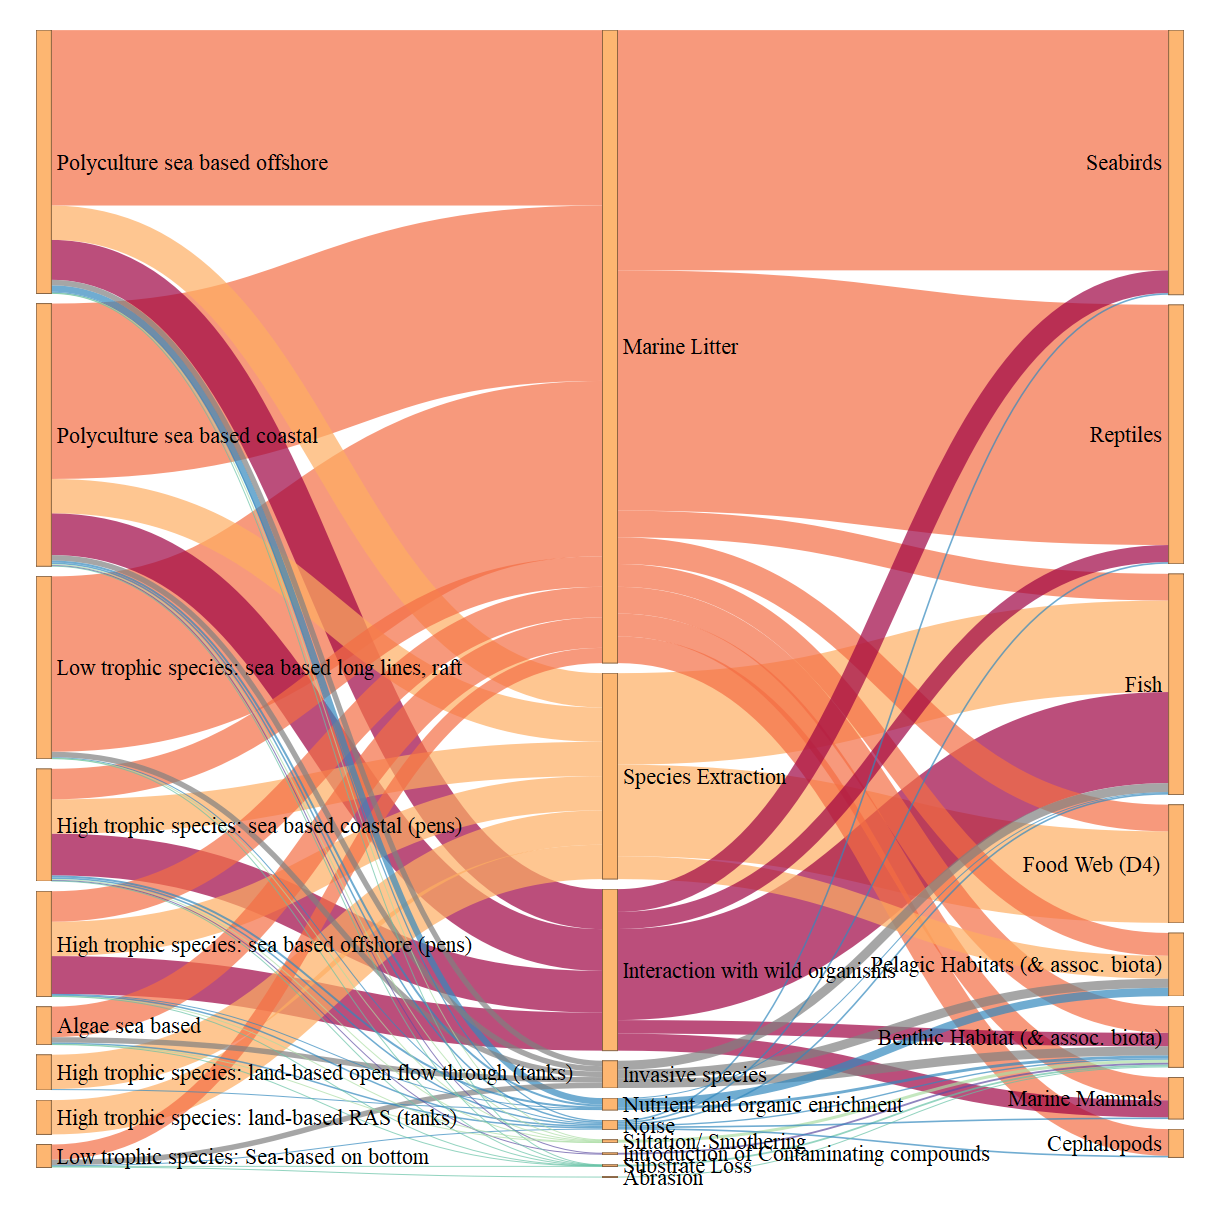 Polyculture sea based offshore
Polyculture sea based coastal
Low trophic species: sea based long lines, raft
High trophic species: sea based coastal (pens)
High trophic species: sea based offshore (pens)
Algae sea based
High trophic species: land-based open flow through (tanks)
High trophic species: land-based RAS (tanks)
Low trophic species: Sea-based on bottom
Marine Litter
Species Extraction
Interaction with wild organisms
Invasive species
Nutrient and organic enrichment
Noise
Siltation/ Smothering
Introduction of Contaminating compounds
Substrate Loss
Abrasion
Seabirds
Reptiles
Fish
Food Web (D4)
Pelagic Habitats (& assoc. biota)
Benthic Habitat (& assoc. biota)
Marine Mammals
Cephalopods